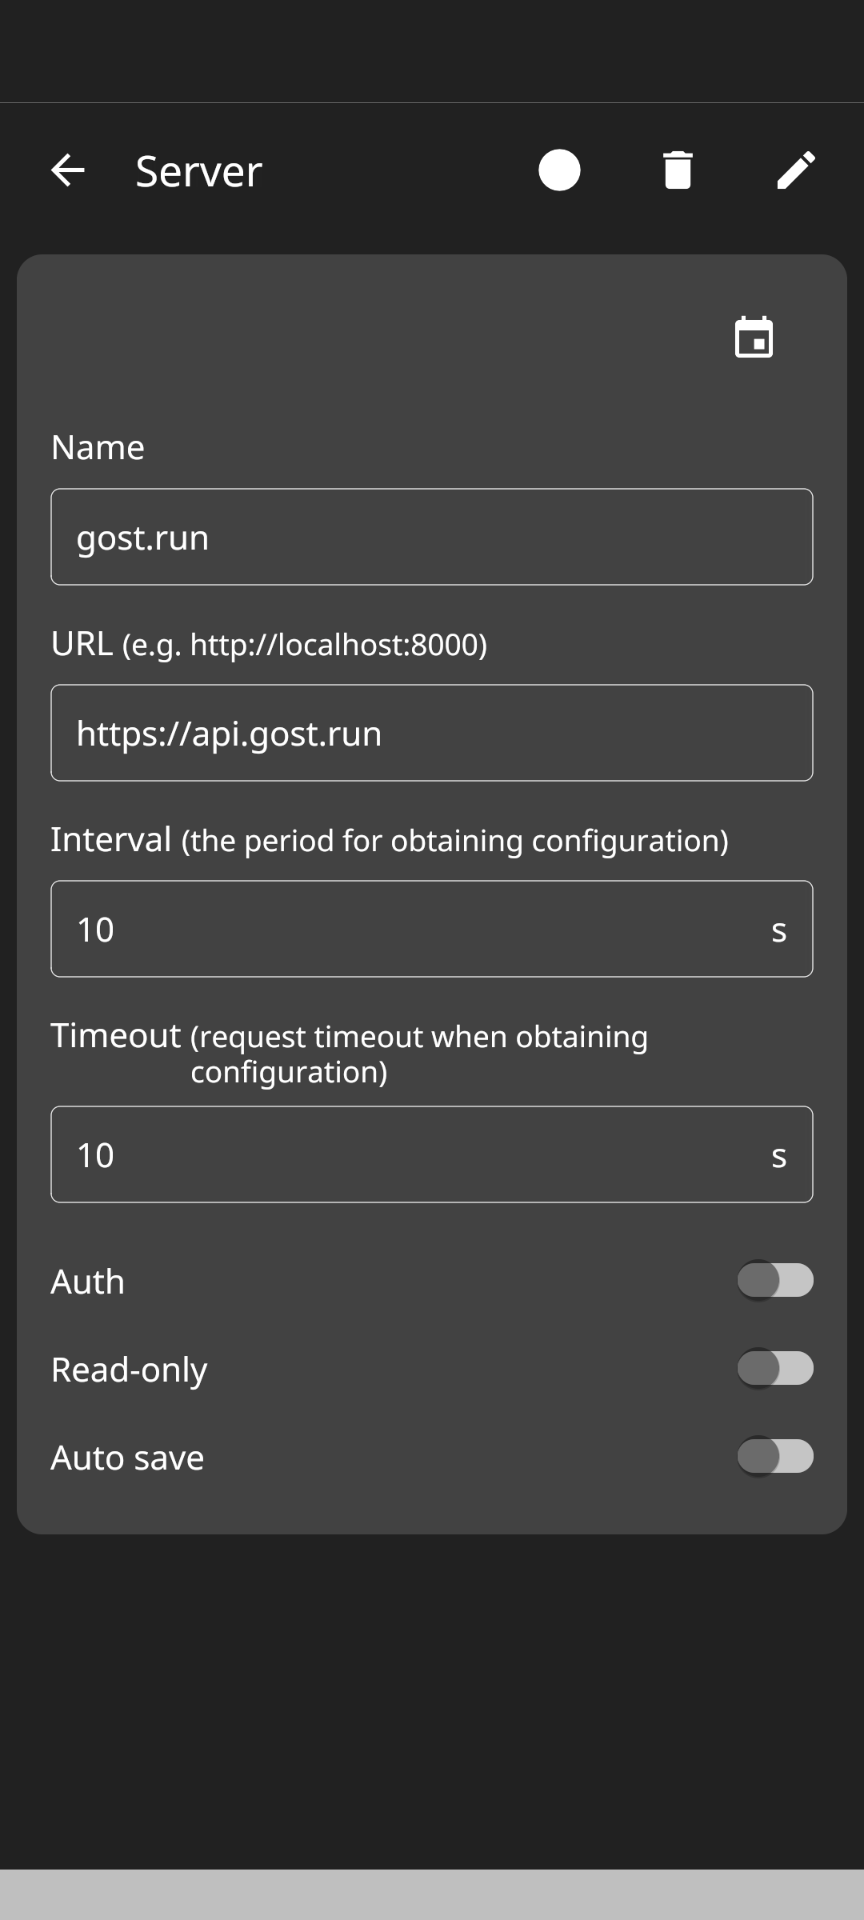 Server
Name
gost.run
URL (e.g. http://localhost:8000)
https://api.gost.run
Interval (the period for obtaining configuration)
10 s
Timeout (request timeout when obtaining
configuration)
10 s
Auth
Read-only
Auto save